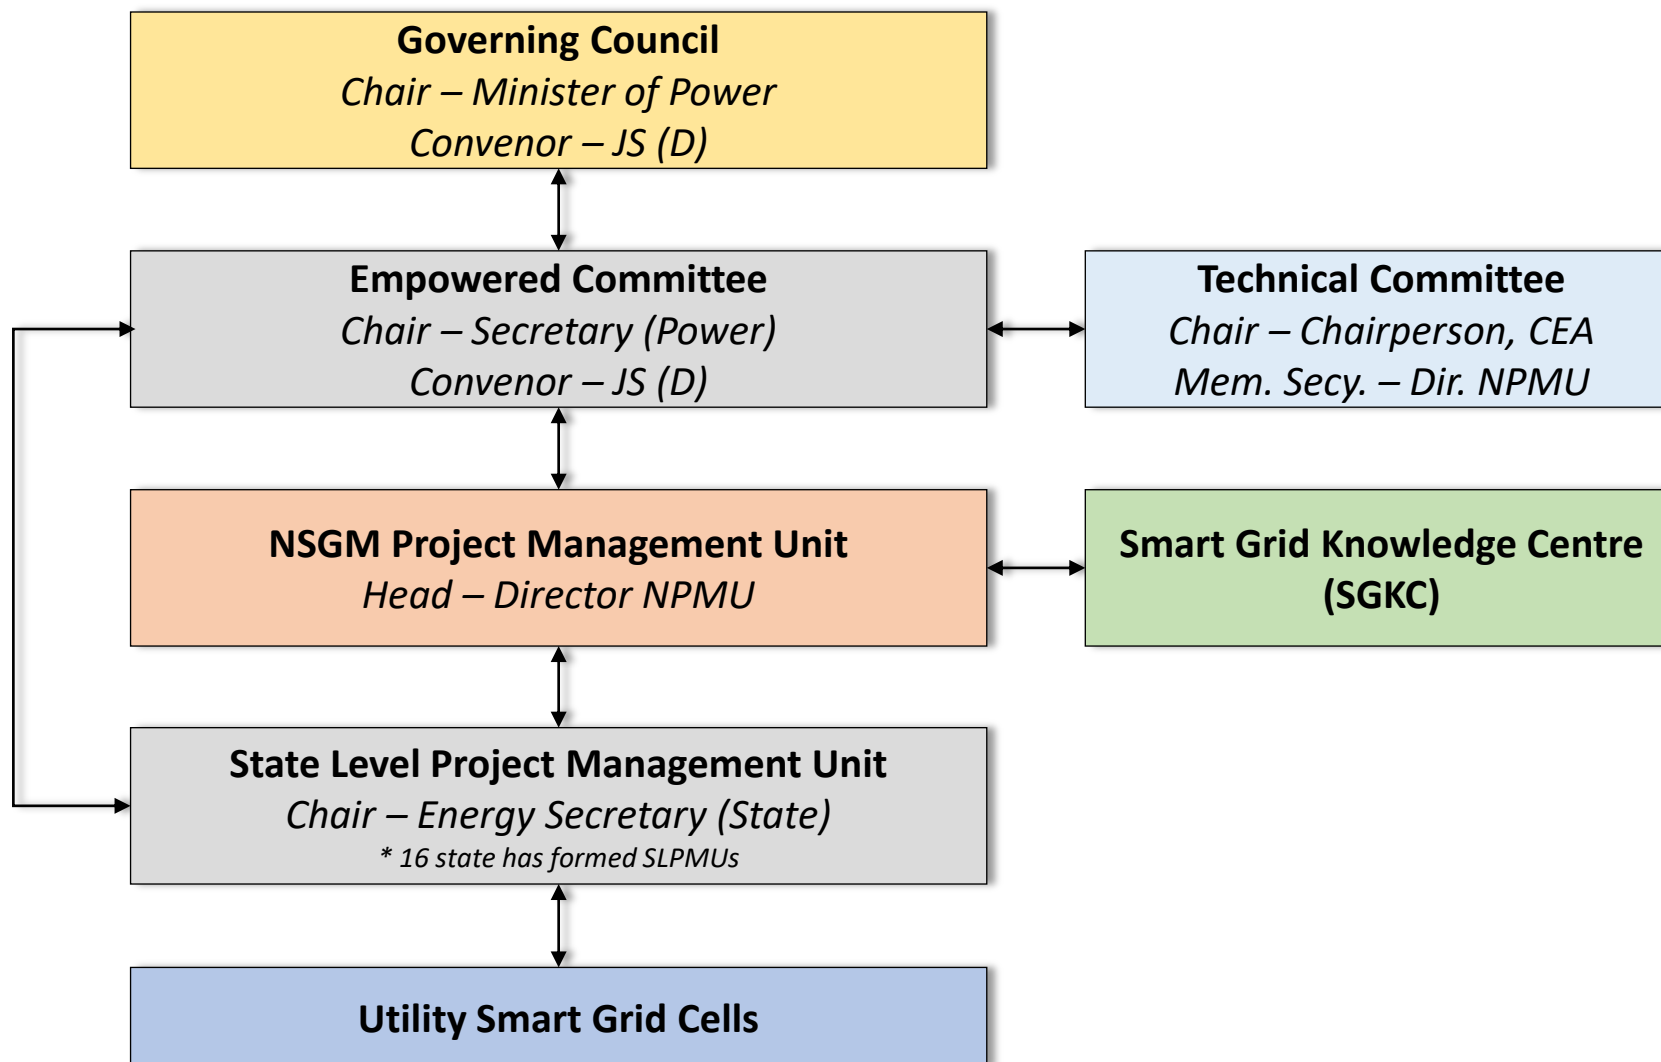 Governing Council
Chair – Minister of Power
Convenor – JS (D)
Empowered Committee
Chair – Secretary (Power)
Convenor – JS (D)
Technical Committee
Chair – Chairperson, CEA
Mem. Secy. – Dir. NPMU
NSGM Project Management Unit
Head – Director NPMU
Smart Grid Knowledge Centre
(SGKC)
State Level Project Management Unit
Chair – Energy Secretary (State)
* 16 state has formed SLPMUs
Utility Smart Grid Cells